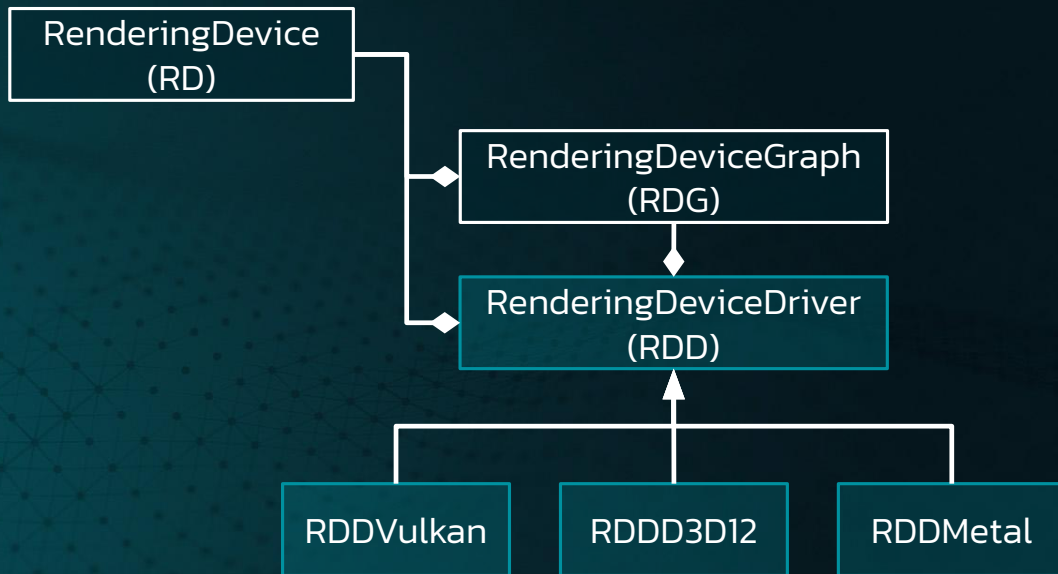 RenderingDevice
(RD)
RenderingDeviceGraph
(RDG)
RenderingDeviceDriver
(RDD)
RDDVulkan
RDDD3D12
RDDMetal